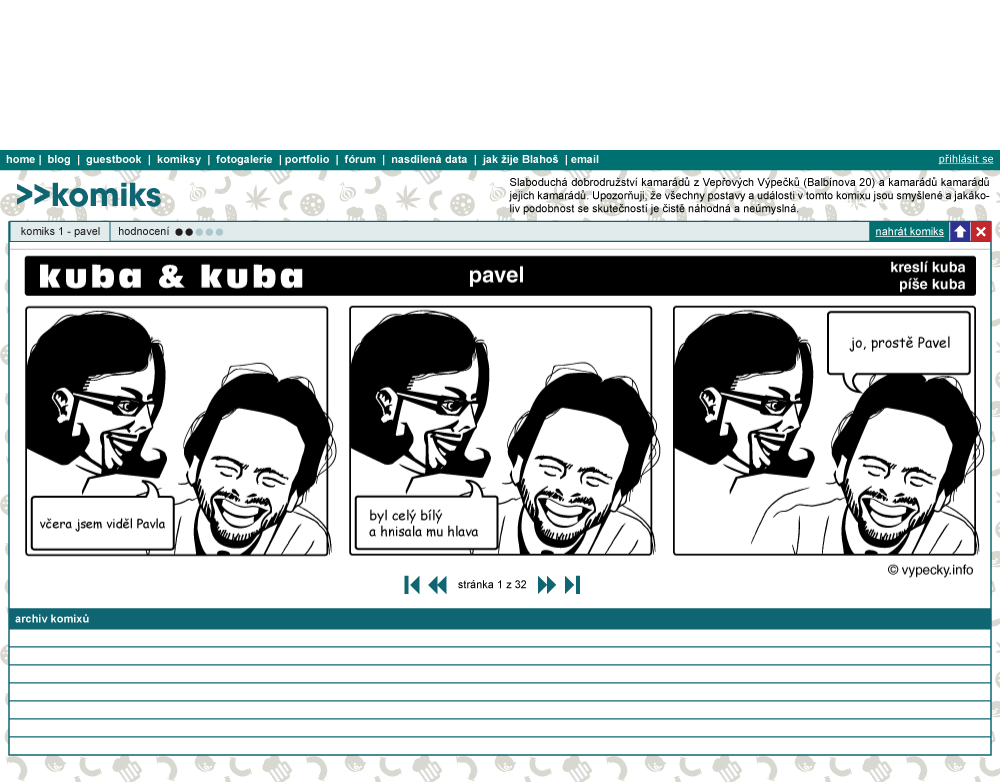 home | blog | guestbook | komiksy | fotogalerie | portfolio | fórum | nasdílená data | jak žije Blahoš | email
přihlásit se
>>komiks
Slaboduchá dobrodružství kamarádů z Vepřových Výpečků (Balbínova 20) a kamarádů kamarádů
jejich kamarádů. Upozorňuji, že všechny postavy a události v tomto komixu jsou smyšlené a jakáko-
liv podobnost se skutečností je čistě náhodná a neúmyslná.
komiks 1 - pavel
hodnocení
nahrát komiks
kuba & kuba
pavel
kreslí kuba
píše kuba
včera jsem viděl Pavla
byl celý bílý
a hnisala mu hlava
jo, prostě Pavel
© vypecky.info
stránka 1 z 32
archiv komixů